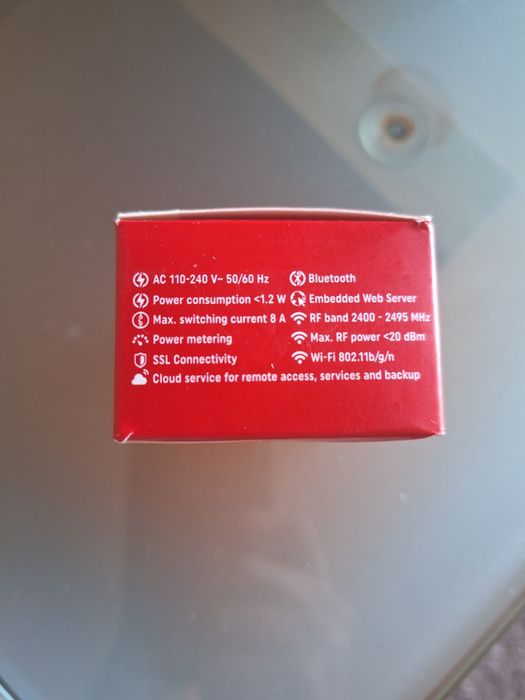 AC 110-240 V~ 50/60 Hz
Power consumption <1.2 W
Max. switching current 8 A
Power metering
SSL Connectivity
Bluetooth
Embedded Web Server
RF band 2400 - 2495 MHz
Max. RF power <20 dBm
Wi-Fi 802.11b/g/n
Cloud service for remote access, services and backup